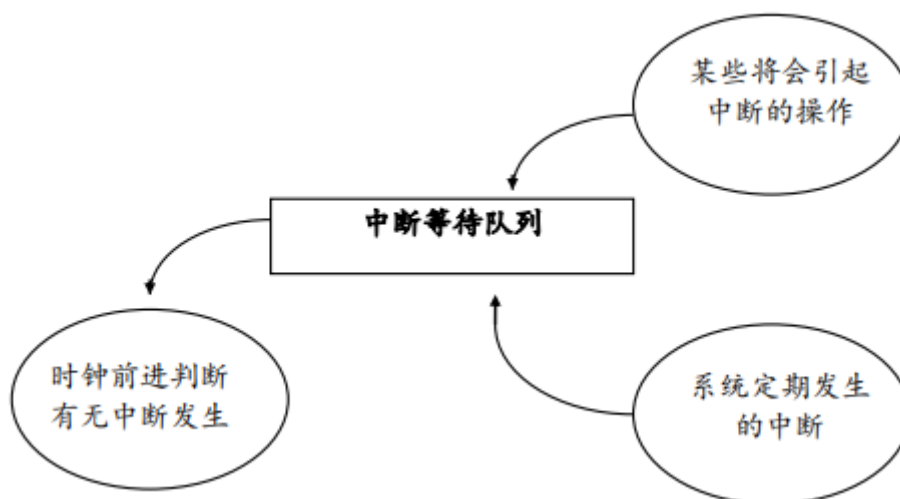 某些将会引起
中断的操作
中断等待队列
时钟前进判断
有无中断发生
系统定期发生
的中断